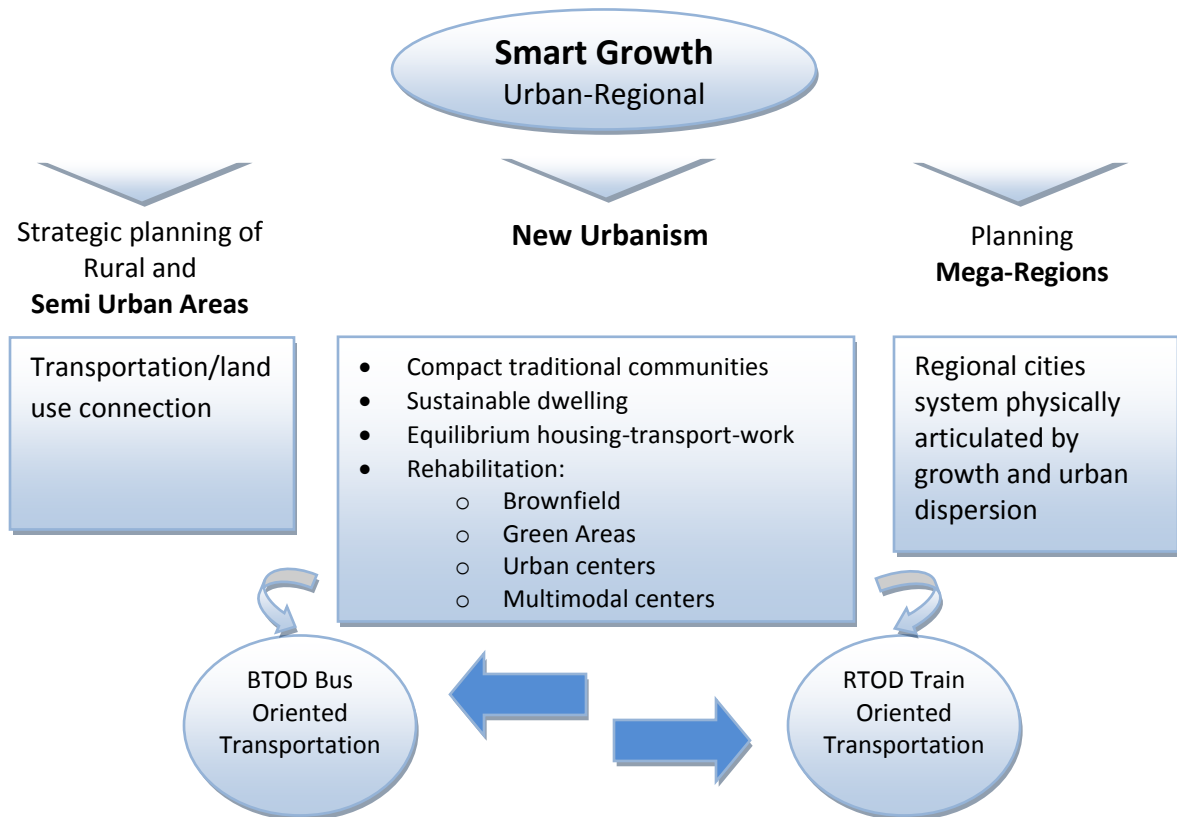 Smart Growth
Urban-Regional
Strategic planning of
Rural and
Semi Urban Areas
New Urbanism
Planning
Mega-Regions
Transportation/land
use connection
• Compact traditional communities
• Sustainable dwelling
• Equilibrium housing-transport-work
• Rehabilitation:
o Brownfield
o Green Areas
o Urban centers
o Multimodal centers
Regional cities
system physically
articulated by
growth and urban
dispersion
BTOD Bus
Oriented
Transportation
RTOD Train
Oriented
Transportation